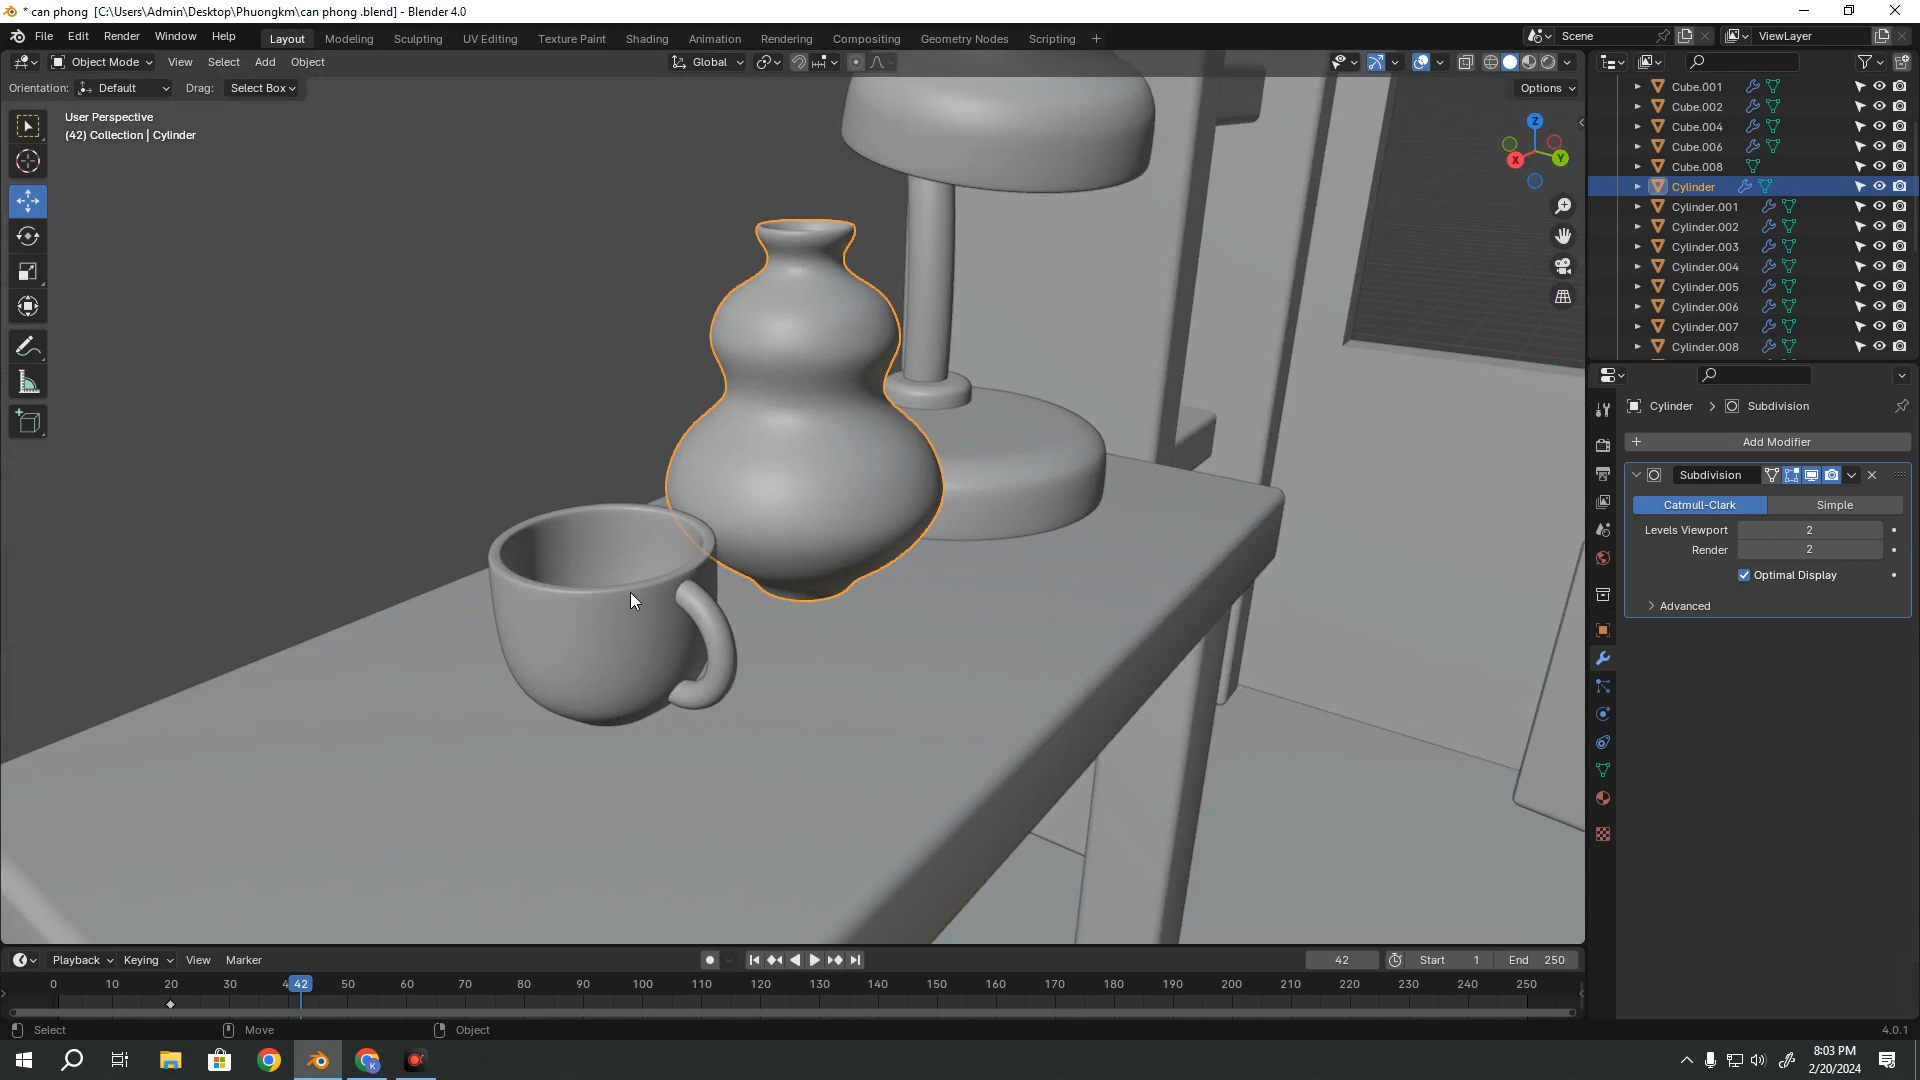 * can phong  [C:\Users\Admin\Desktop\Phuongkm\can phong .blend] - Blender 4.0
File Edit Render Window Help Layout Modeling Sculpting UV Editing Texture Paint Shading Animation Rendering Compositing Geometry Nodes Scripting + Scene ViewLayer
Object Mode View Select Add Object Global
Orientation: Default Drag: Select Box Options
User Perspective
(42) Collection | Cylinder
Z
X
Y
Cube.001
Cube.002
Cube.004
Cube.006
Cube.008
Cylinder
Cylinder.001
Cylinder.002
Cylinder.003
Cylinder.004
Cylinder.005
Cylinder.006
Cylinder.007
Cylinder.008
Cylinder > Subdivision
+ Add Modifier
Subdivision
Catmull-Clark Simple
Levels Viewport 2
Render 2
Optimal Display
Advanced
Playback Keying View Marker 42 Start 1 End 250
0 10 20 30 4 42 50 60 70 80 90 100 110 120 130 140 150 160 170 180 190 200 210 220 230 240 250
Select Move Object 4.0.1
K
8:03 PM
2/20/2024